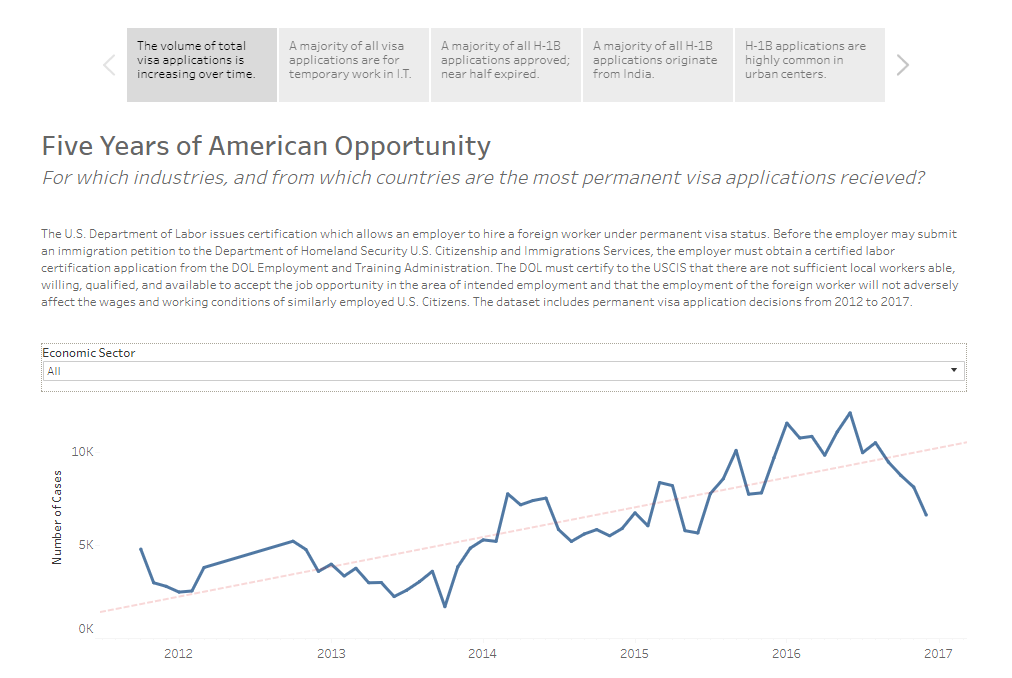 The volume of total
visa applications is
increasing over time.
A majority of all visa
applications are for
temporary work in I.T.
A majority of all H-1B
applications approved;
near half expired.
A majority of all H-1B
applications originate
from India.
H-1B applications are
highly common in
urban centers.
Five Years of American Opportunity
For which industries, and from which countries are the most permanent visa applications recieved?
The U.S. Department of Labor issues certification which allows an employer to hire a foreign worker under permanent visa status. Before the employer may submit
an immigration petition to the Department of Homeland Security U.S. Citizenship and Immigrations Services, the employer must obtain a certified labor
certification application from the DOL Employment and Training Administration. The DOL must certify to the USCIS that there are not sufficient local workers able,
willing, qualified, and available to accept the job opportunity in the area of intended employment and that the employment of the foreign worker will not adversely
affect the wages and working conditions of similarly employed U.S. Citizens. The dataset includes permanent visa application decisions from 2012 to 2017.
Economic Sector
All
Number of Cases
10K
5K
0K
2012
2013
2014
2015
2016
2017